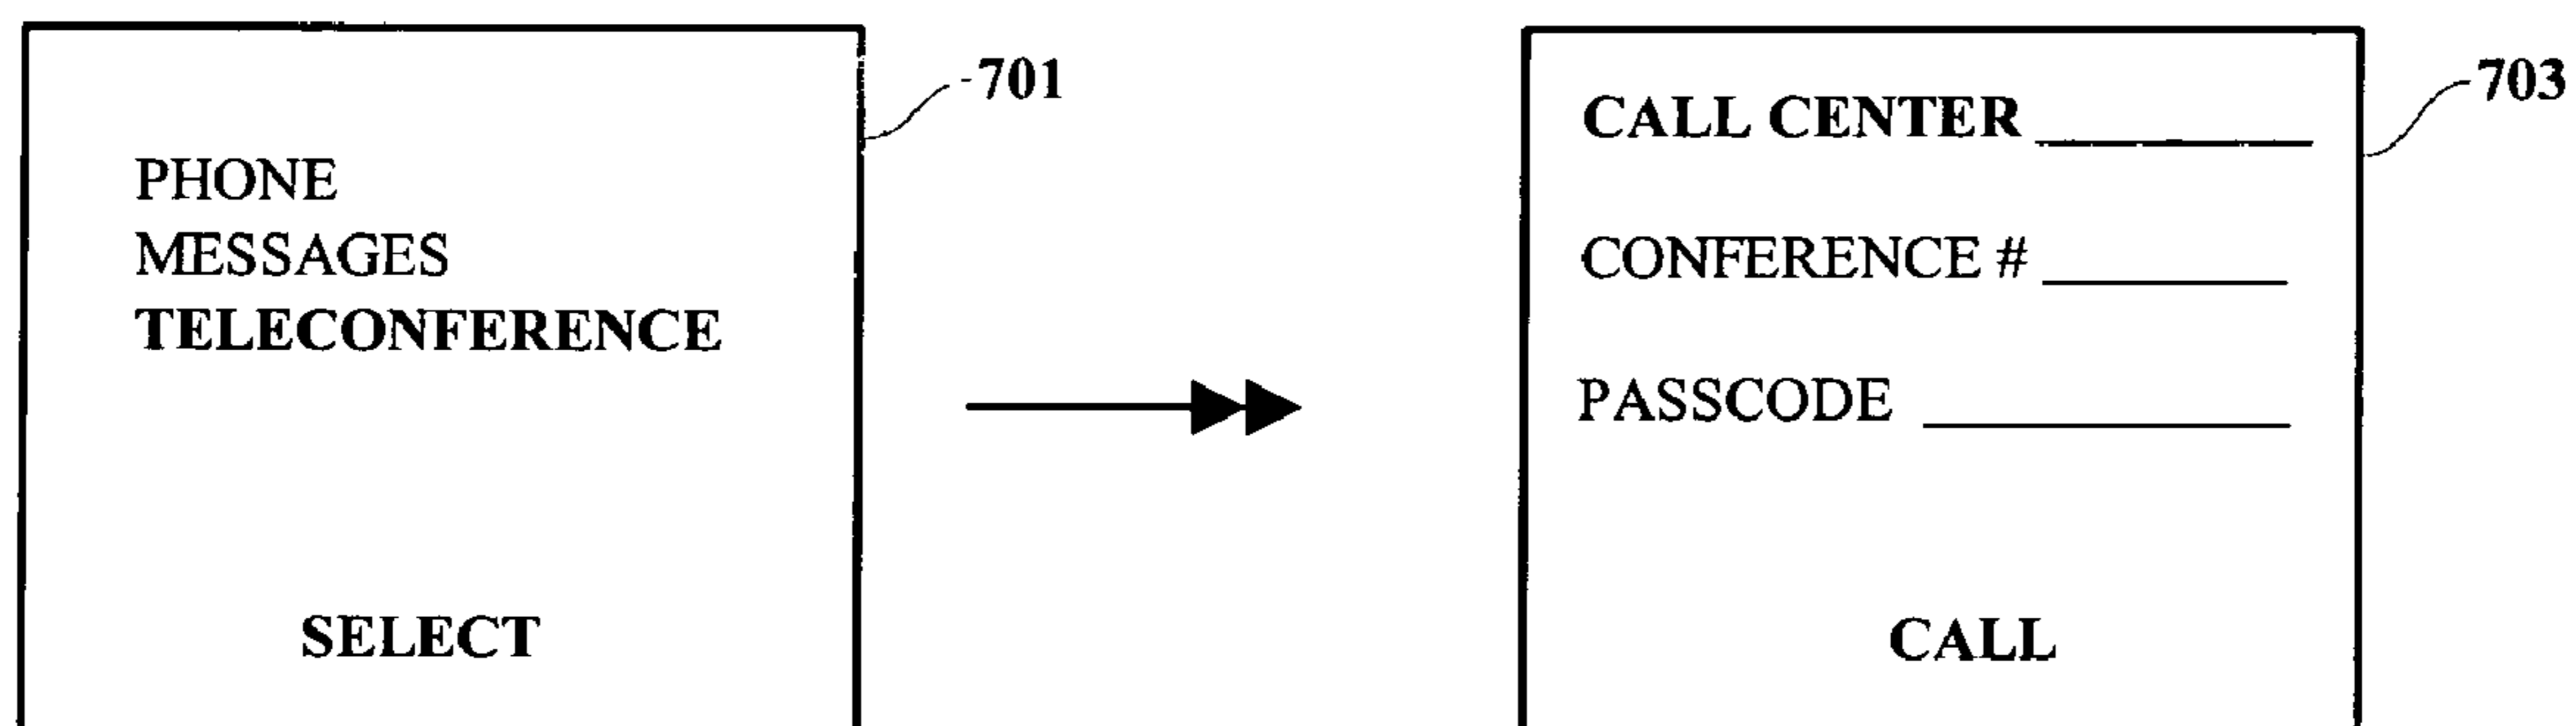 701
PHONE
MESSAGES
TELECONFERENCE
SELECT
703
CALL CENTER
CONFERENCE #
PASSCODE
CALL